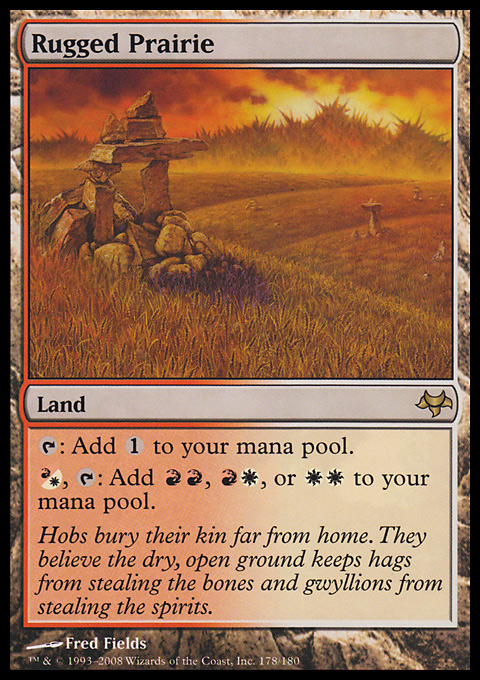 Rugged Prairie
Land
: Add 1 to your mana pool.
, : Add , , or to your
mana pool.
Hobs bury their kin far from home. They
believe the dry, open ground keeps hags
from stealing the bones and gwyllions from
stealing the spirits.
Fred Fields
™ & © 1993–2008 Wizards of the Coast, Inc. 178/180